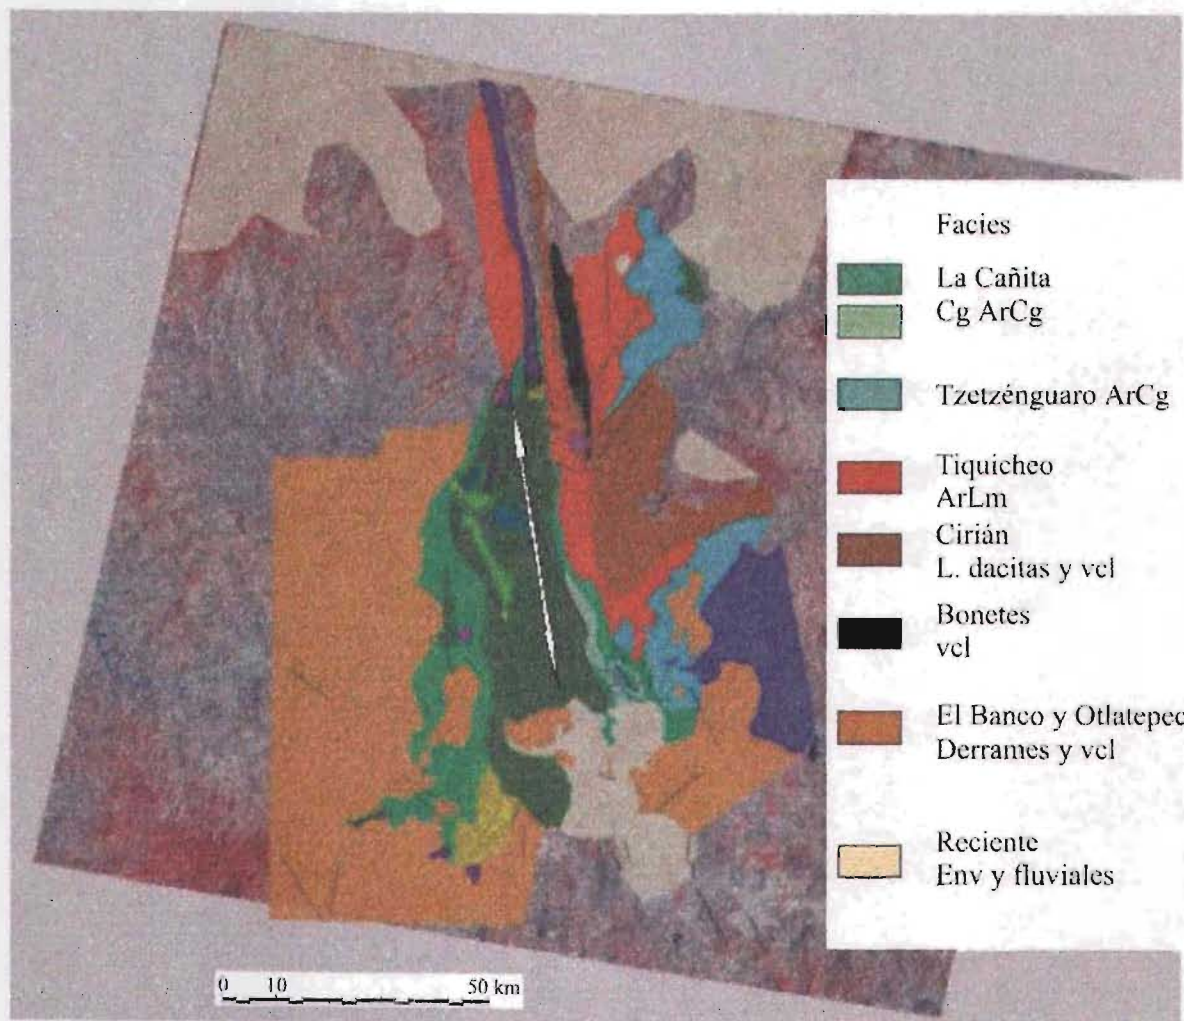 Facies
La Cañita
Cg ArCg
Tzetzénguaro ArCg
Tiquicheo
ArLm
Cirián
L. dacitas y vcl
Bonetes
vcl
El Banco y Otlatepec
Derrames y vcl
Reciente
Env y fluviales
0 10 50 km